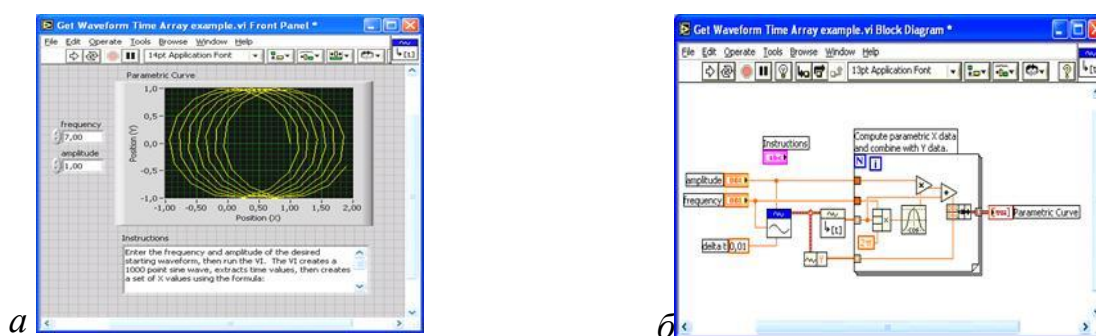 Get Waveform Time Array example.vi Front Panel *
File Edit Operate Tools Browse Window Help
14pt Application Font
[t]
Parametric Curve
Position (Y)
1,0
0,5
0,0
-0,5
-1,0
-1,00 -0,50 0,00 0,50 1,00 1,50 2,00
Position (X)
frequency
7,00
amplitude
1,00
Instructions
Enter the frequency and amplitude of the desired
starting waveform, then run the VI. The VI creates a
1000 point sine wave, extracts time values, then creates
a set of X values using the formula:
а
Get Waveform Time Array example.vi Block Diagram *
File Edit Operate Tools Browse Window Help
13pt Application Font
Instructions
abc
Compute parametric X data
and combine with Y data.
N i
amplitude
frequency
delta t 0,01
[t]
Y
cos
2π
Parametric Curve
б